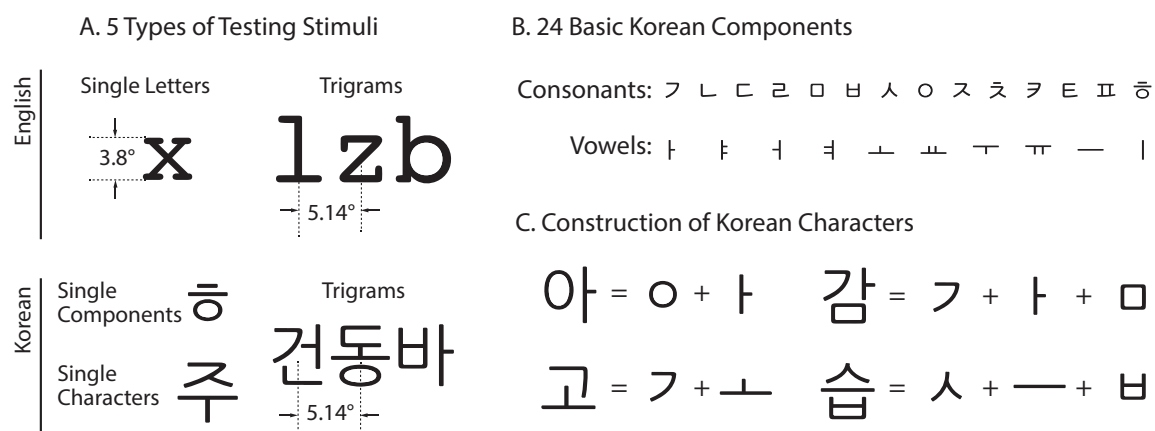 A. 5 Types of Testing Stimuli
English
Single Letters
Trigrams
x
3.8°
lzb
5.14°
Korean
Single
Components
ㅎ
Trigrams
건동바
Single
Characters
주
5.14°
B. 24 Basic Korean Components
Consonants: ㄱ ㄴ ㄷ ㄹ ㅁ ㅂ ㅅ ㅇ ㅈ ㅊ ㅋ ㅌ ㅍ ㅎ
Vowels: ㅏ ㅑ ㅓ ㅕ ㅗ ㅛ ㅜ ㅠ ㅡ ㅣ
C. Construction of Korean Characters
아 = ㅇ + ㅏ
감 = ㄱ + ㅏ + ㅁ
고 = ㄱ + ㅗ
습 = ㅅ + ㅡ + ㅂ